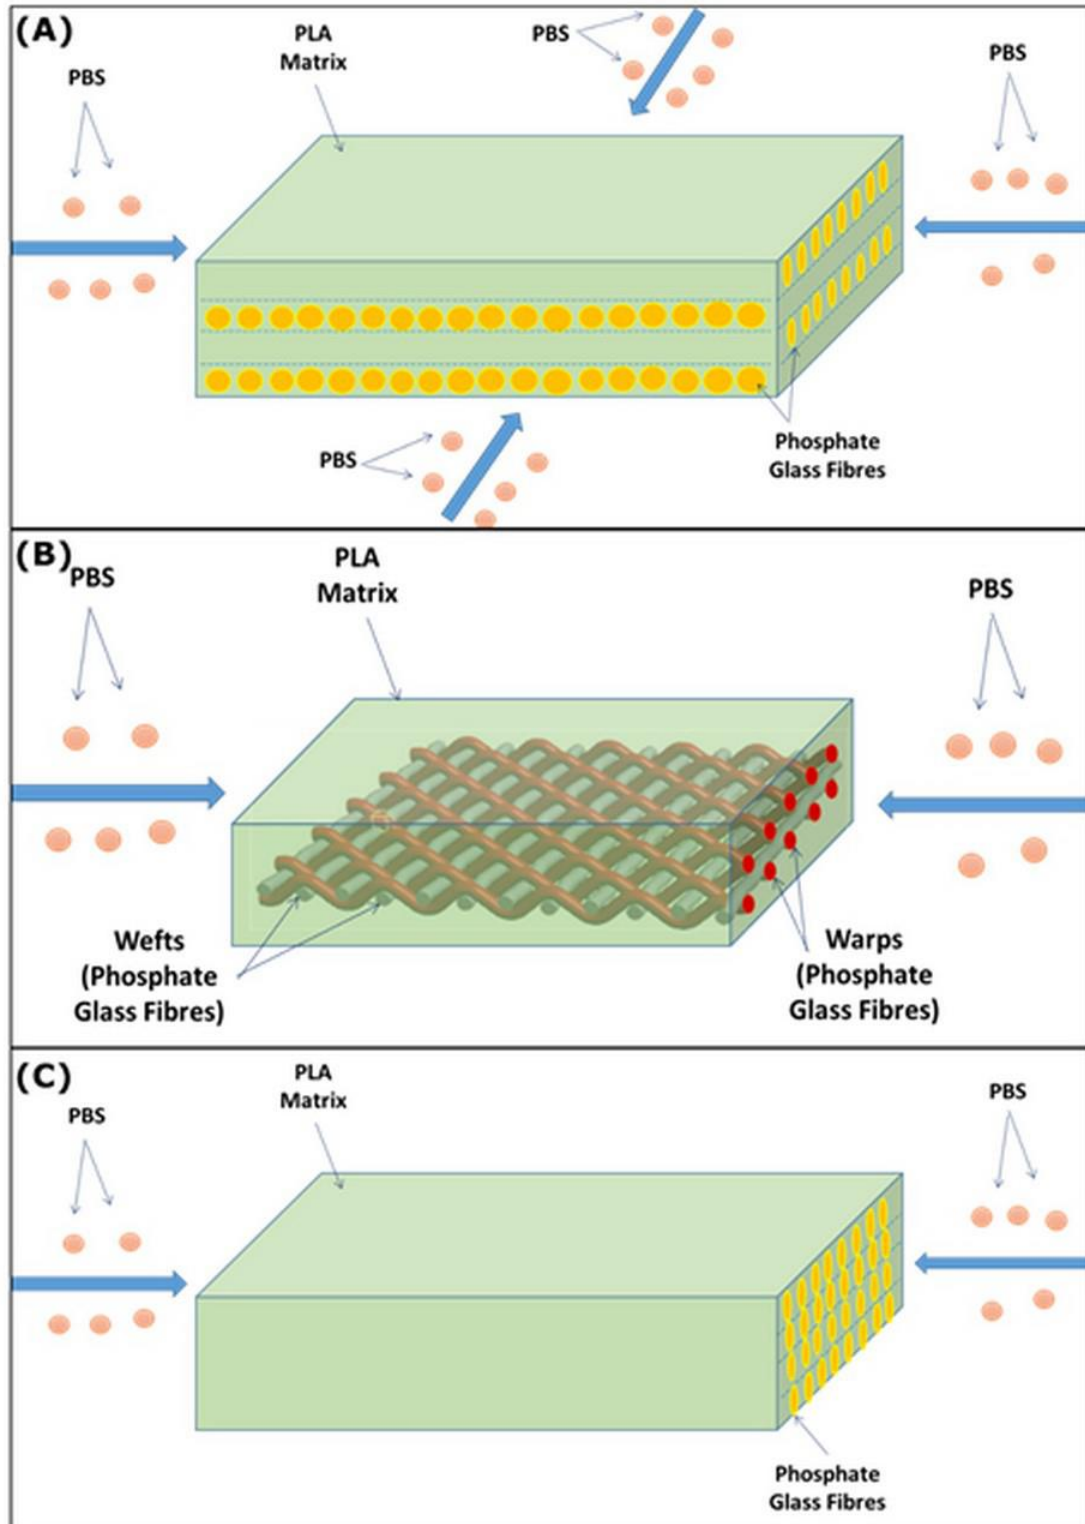 (A)
PBS
PLA
Matrix
PBS
PBS
PBS
Phosphate
Glass Fibres
(B)
PBS
PLA
Matrix
PBS
Wefts
(Phosphate
Glass Fibres)
Warps
(Phosphate
Glass Fibres)
(C)
PBS
PLA
Matrix
PBS
Phosphate
Glass Fibres